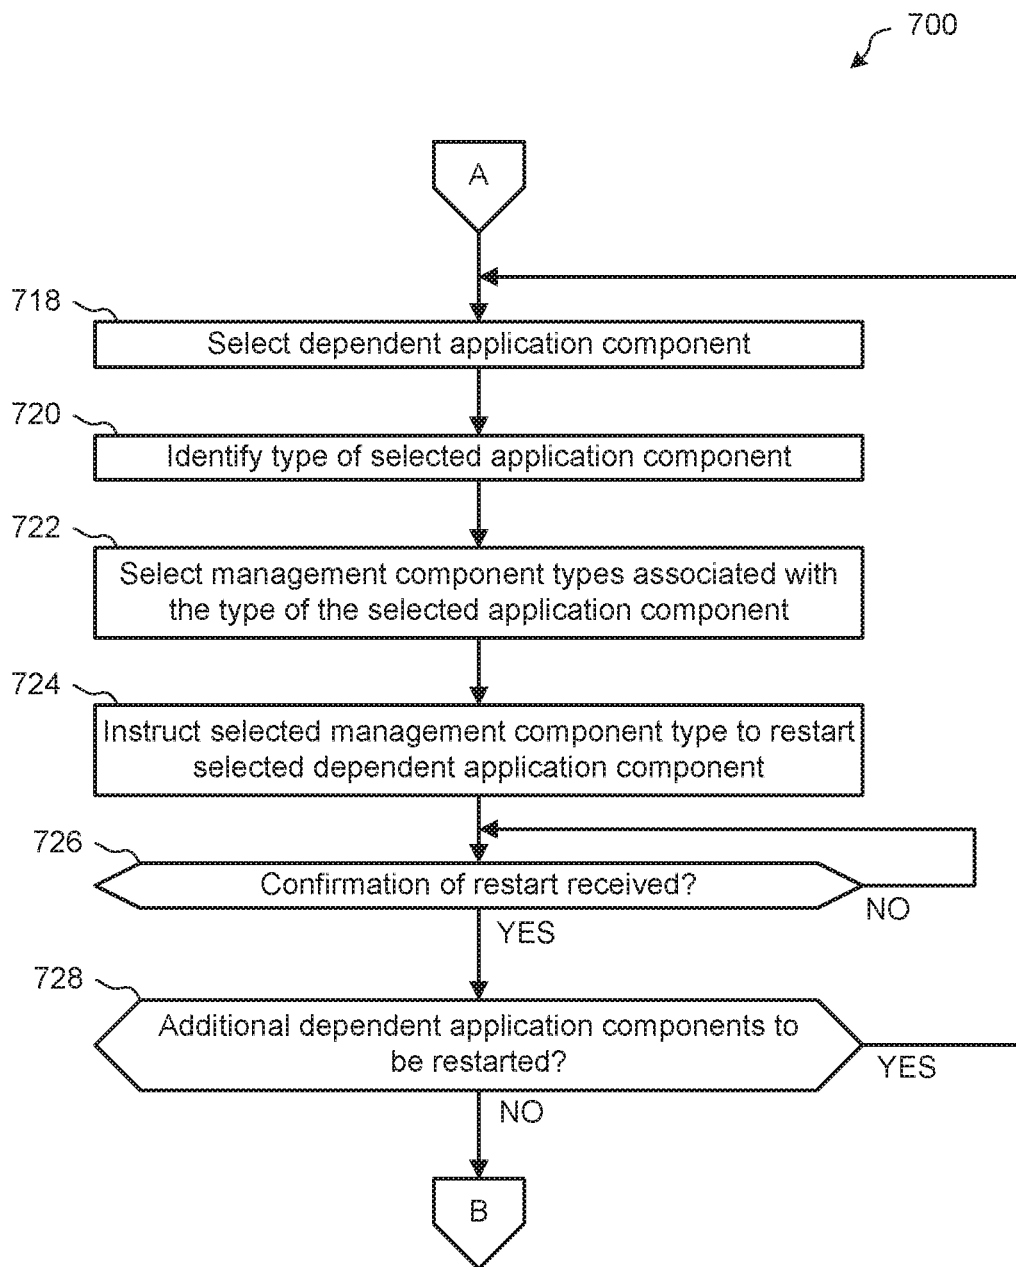 700
A
718
Select dependent application component
720
Identify type of selected application component
722
Select management component types associated with
the type of the selected application component
724
Instruct selected management component type to restart
selected dependent application component
726
Confirmation of restart received?
NO
YES
728
Additional dependent application components to
be restarted?
YES
NO
B